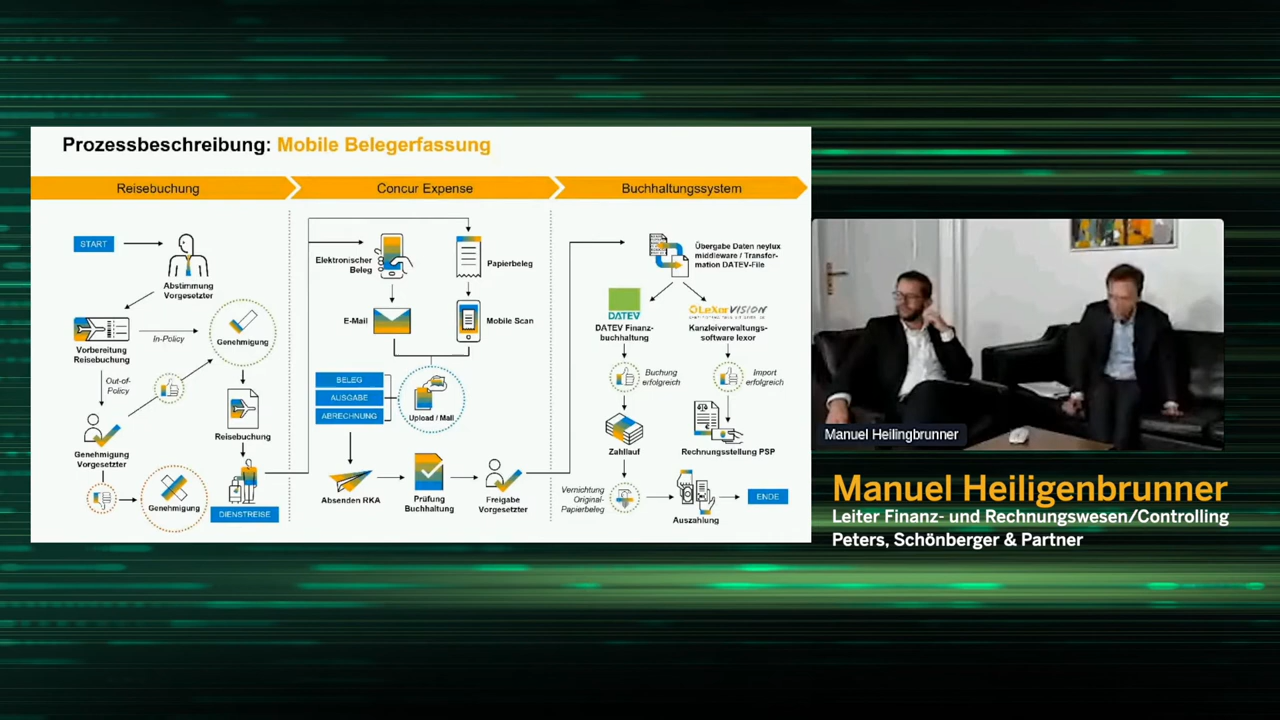 Prozessbeschreibung: Mobile Belegerfassung
Reisebuchung
Concur Expense
Buchhaltungssystem
START
Abstimmung
Vorgesetzter
Vorbereitung
Reisebuchung
In-Policy
Genehmigung
Out-of-
Policy
Genehmigung
Vorgesetzter
Reisebuchung
Genehmigung
DIENSTREISE
Elektronischer
Beleg
Papierbeleg
E-Mail
Mobile Scan
BELEG
AUSGABE
ABRECHNUNG
Upload / Mail
Absenden RKA
Prüfung
Buchhaltung
Freigabe
Vorgesetzter
Übergabe Daten neylux
middleware / Transfor-
mation DATEV-File
DATEV
DATEV Finanz-
buchhaltung
LeXorVISION
Kanzleiverwaltungs-
software lexor
Buchung
erfolgreich
Import
erfolgreich
Zahllauf
Rechnungsstellung PSP
Vernichtung
Original-
Papierbeleg
Auszahlung
ENDE
Manuel Heilingbrunner
Manuel Heiligenbrunner
Leiter Finanz- und Rechnungswesen/Controlling
Peters, Schönberger & Partner